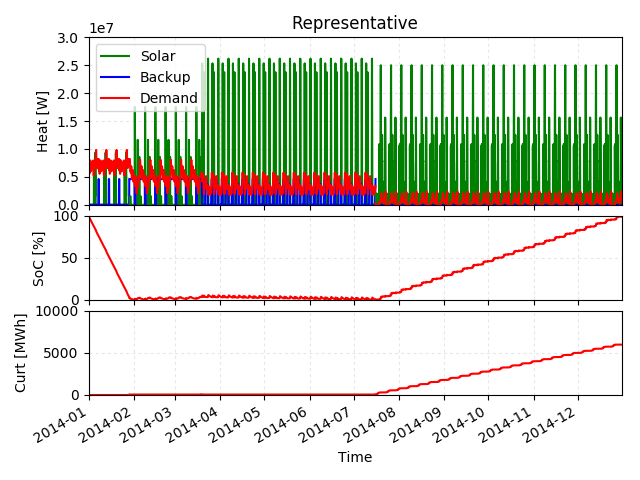 Representative
1e7
3.0
2.5
2.0
1.5
1.0
0.5
0.0
Heat [W]
Solar
Backup
Demand
100
50
0
SoC [%]
10000
5000
0
Curt [MWh]
2014-01
2014-02
2014-03
2014-04
2014-05
2014-06
2014-07
2014-08
2014-09
2014-10
2014-11
2014-12
Time